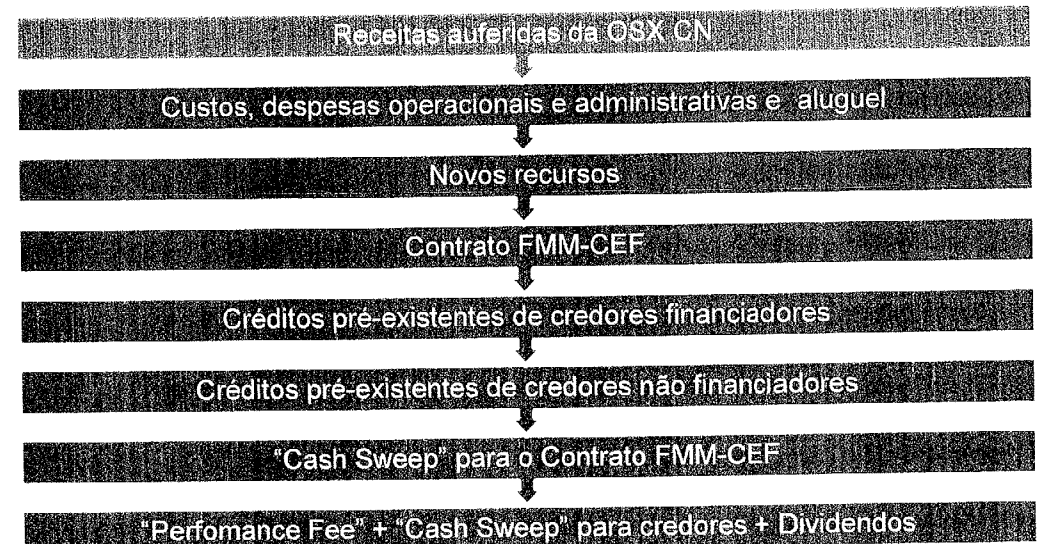 Receitas auferidas da OSX CN
Custos, despesas operacionais e administrativas e aluguel
Novos recursos
Contrato FMM-CEF
Créditos pré-existentes de credores financiadores
Créditos pré-existentes de credores não financiadores
"Cash Sweep" para o Contrato FMM-CEF
"Perfomance Fee" + "Cash Sweep" para credores + Dividendos